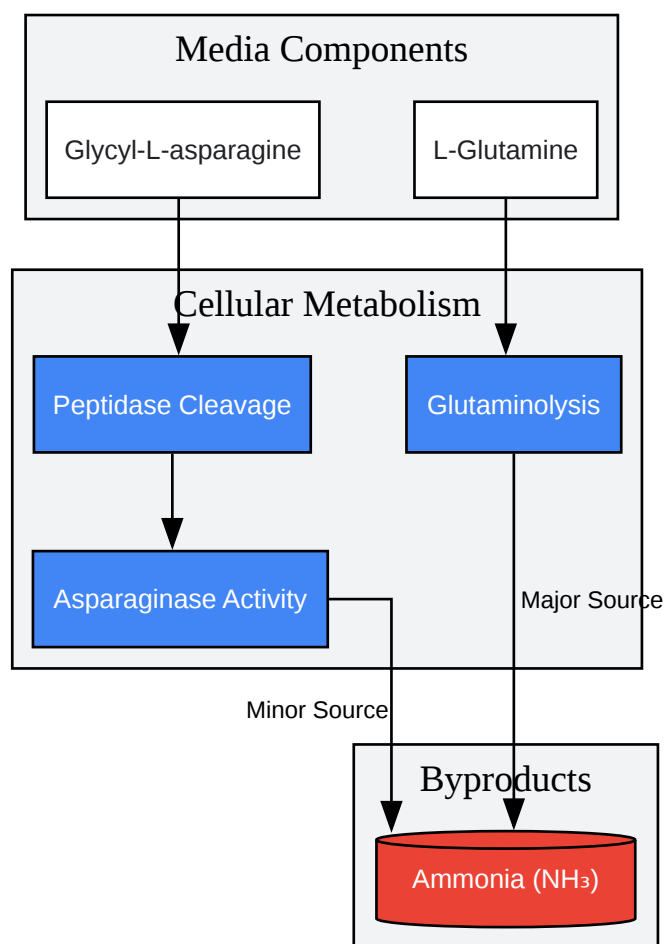 Media Components
Glycyl-L-asparagine
L-Glutamine
Cellular Metabolism
Peptidase Cleavage
Glutaminolysis
Asparaginase Activity
Major Source
Minor Source
Byproducts
Ammonia (NH₃)